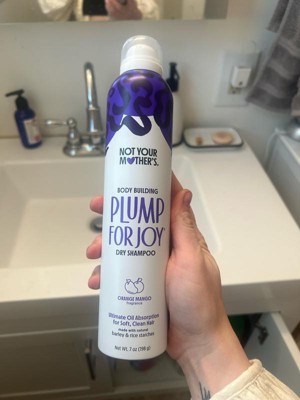 NOT YOUR
MOTHER'S.
BODY BUILDING
PLUMP
FOR JOY
DRY SHAMPOO
ORANGE MANGO
fragrance
Ultimate Oil Absorption
for Soft, Clean Hair
made with natural
barley & rice starches
Net Wt. 7 oz (198 g)